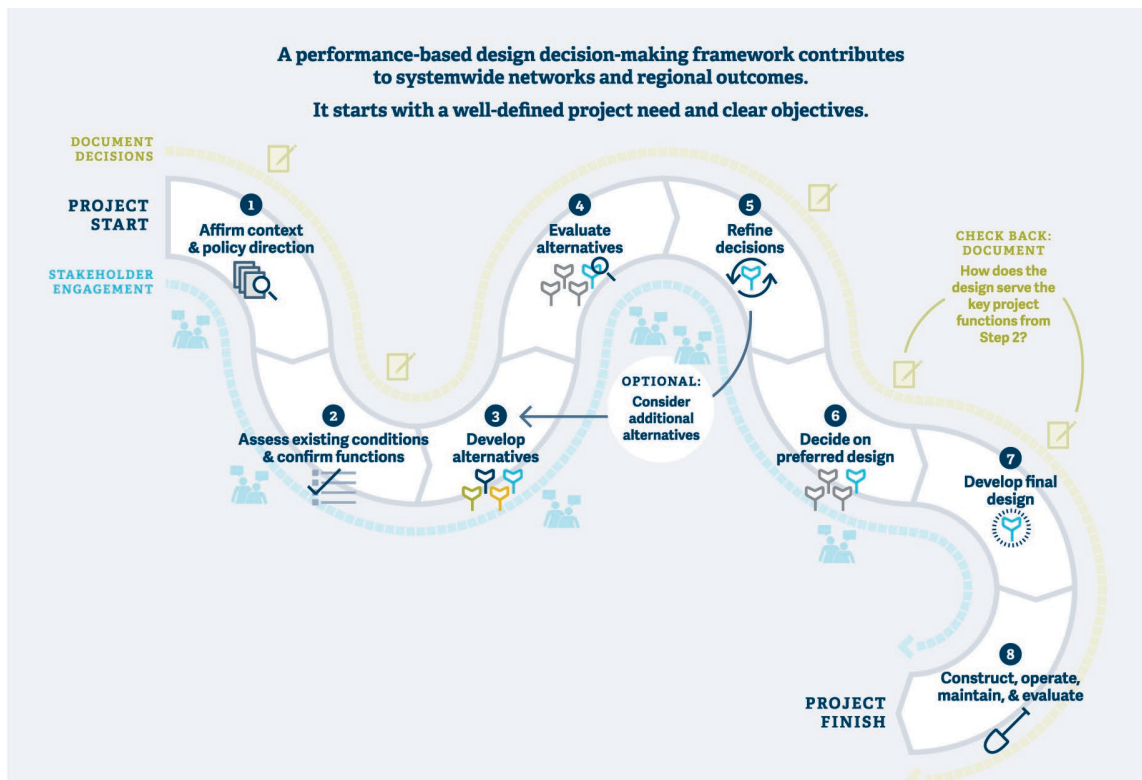 A performance-based design decision-making framework contributes
to systemwide networks and regional outcomes.
It starts with a well-defined project need and clear objectives.
DOCUMENT
DECISIONS
PROJECT
START
STAKEHOLDER
ENGAGEMENT
1
Affirm context
& policy direction
2
Assess existing conditions
& confirm functions
3
Develop
alternatives
4
Evaluate
alternatives
5
Refine
decisions
OPTIONAL:
Consider
additional
alternatives
6
Decide on
preferred design
CHECK BACK:
DOCUMENT
How does the
design serve the
key project
functions from
Step 2?
7
Develop final
design
8
Construct, operate,
maintain, & evaluate
PROJECT
FINISH